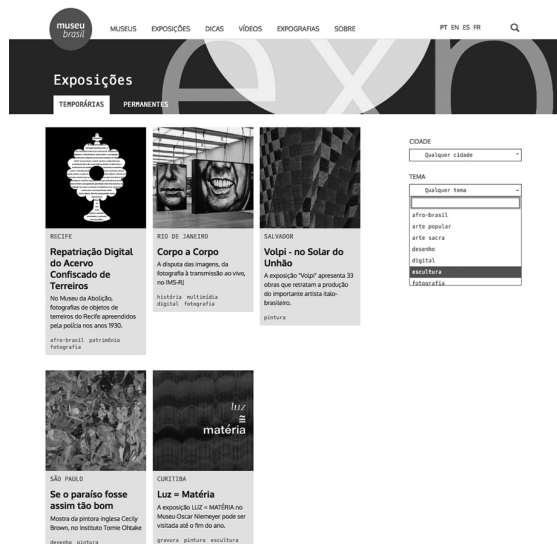 museu
brasil
MUSEUS EXPOSIÇÕES DICAS VÍDEOS EXPOGRAFIAS SOBRE
PT EN ES FR
exp
Exposições
TEMPORÁRIAS PERMANENTES
RECIFE
Repatriação Digital
do Acervo
Confiscado de
Terreiros
No Museu da Abolição,
fotografias de objetos de
terreiros do Recife apreendidos
pela polícia nos anos 1930.
afro-brasil patrimônio
fotografia
RIO DE JANEIRO
Corpo a Corpo
A disputa das imagens, da
fotografia à transmissão ao vivo,
no IMS-RJ
história multimídia
digital fotografia
SALVADOR
Volpi - no Solar do
Unhão
A exposição "Volpi" apresenta 33
obras que retratam a produção
do importante artista ítalo-
brasileiro.
pintura
CIDADE
Qualquer cidade
TEMA
Qualquer tema
afro-brasil
arte popular
arte sacra
desenho
digital
escultura
fotografia
SÃO PAULO
Se o paraíso fosse
assim tão bom
Mostra da pintora inglesa Cecily
Brown, no Instituto Tomie Ohtake
desenho pintura
luz
matéria
CURITIBA
Luz = Matéria
A exposição LUZ = MATÉRIA no
Museu Oscar Niemeyer pode ser
visitada até o fim do ano.
gravura pintura escultura